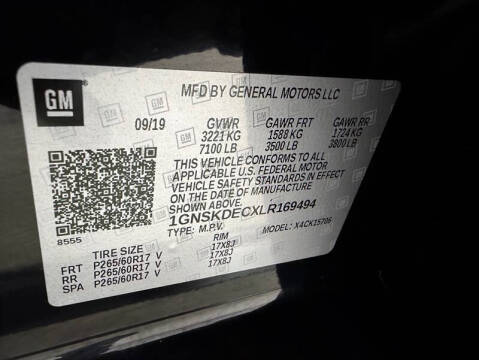 GM
MFD BY GENERAL MOTORS LLC
09/19 GVWR GAWR FRT GAWR RR
3221 KG 1588 KG 1724 KG
7100 LB 3500 LB 3800 LB
THIS VEHICLE CONFORMS TO ALL
APPLICABLE U.S. FEDERAL MOTOR
VEHICLE SAFETY STANDARDS IN EFFECT
ON THE DATE OF MANUFACTURE
SHOWN ABOVE.
1GNSKDECXLR169494
8555 TYPE: M.P.V. MODEL: X4CK15706
TIRE SIZE RIM
FRT P265/60R17 V 17X8J
RR P265/60R17 V 17X8J
SPA P265/60R17 V 17X8J